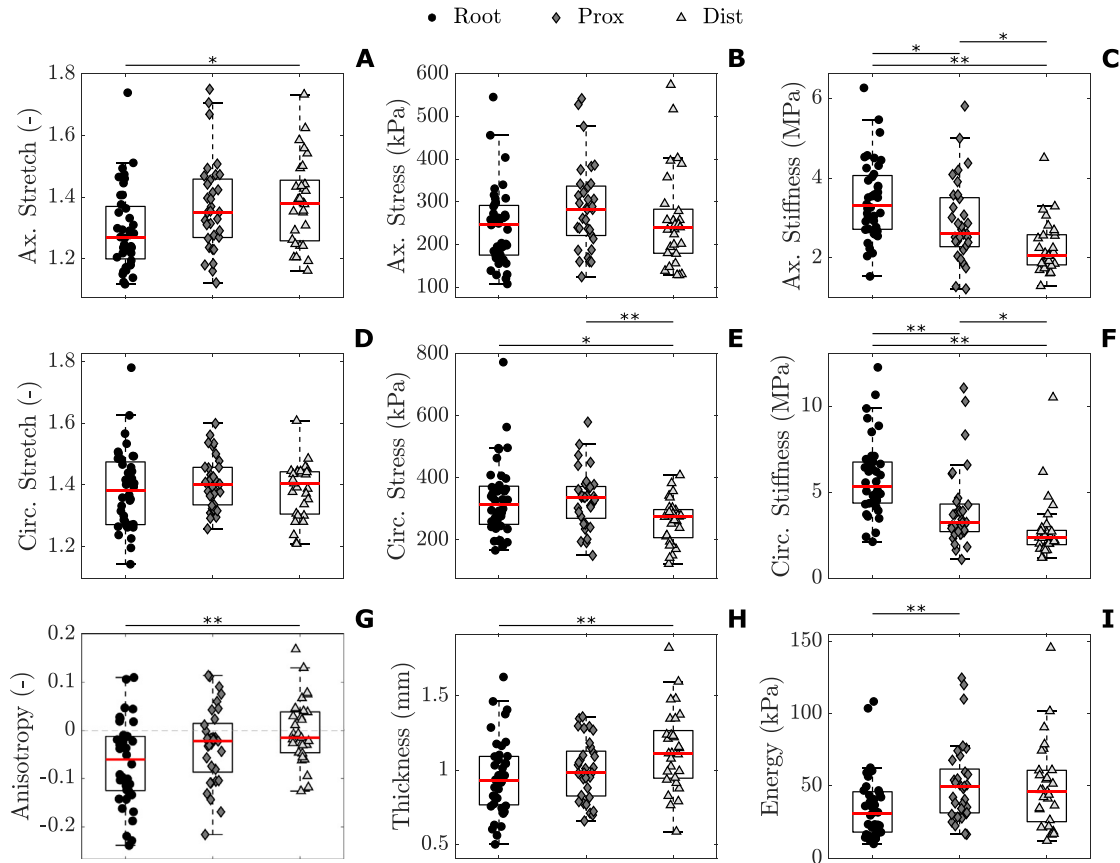 Root Prox Dist
* A
Ax. Stretch (-)
1.8
1.6
1.4
1.2
B
Ax. Stress (kPa)
600
500
400
300
200
100
* * ** C
Ax. Stiffness (MPa)
6
4
2
D
Circ. Stretch (-)
1.8
1.6
1.4
1.2
** * E
Circ. Stress (kPa)
800
600
400
200
** * ** F
Circ. Stiffness (MPa)
10
5
0
** G
Anisotropy (-)
0.2
0.1
0
-0.1
-0.2
** H
Thickness (mm)
1.5
1
0.5
** I
Energy (kPa)
150
100
50
0